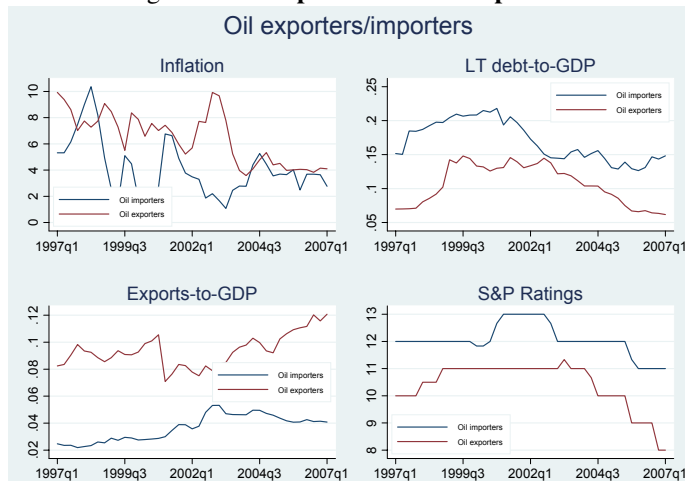 Oil exporters/importers
Inflation
10
8
6
4
2
0
Oil importers
Oil exporters
1997q1 1999q3 2002q1 2004q3 2007q1
LT debt-to-GDP
.25
.2
.15
.1
.05
Oil importers
Oil exporters
1997q1 1999q3 2002q1 2004q3 2007q1
Exports-to-GDP
.12
.1
.08
.06
.04
.02
Oil importers
Oil exporters
1997q1 1999q3 2002q1 2004q3 2007q1
S&P Ratings
13
12
11
10
9
8
Oil importers
Oil exporters
1997q1 1999q3 2002q1 2004q3 2007q1